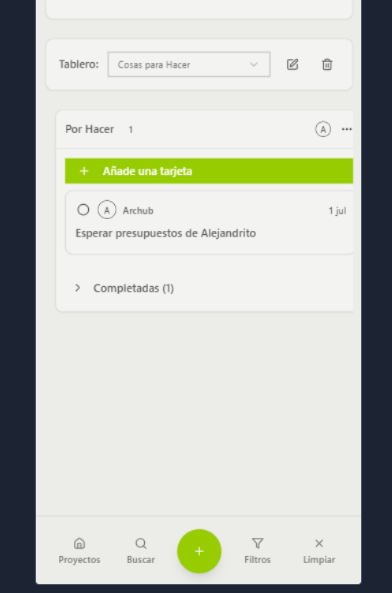 Tablero: Cosas para Hacer
Por Hacer 1 A ...
+ Añade una tarjeta
A Archub 1 jul
Esperar presupuestos de Alejandrito
> Completadas (1)
+
Proyectos Buscar Filtros Limpiar